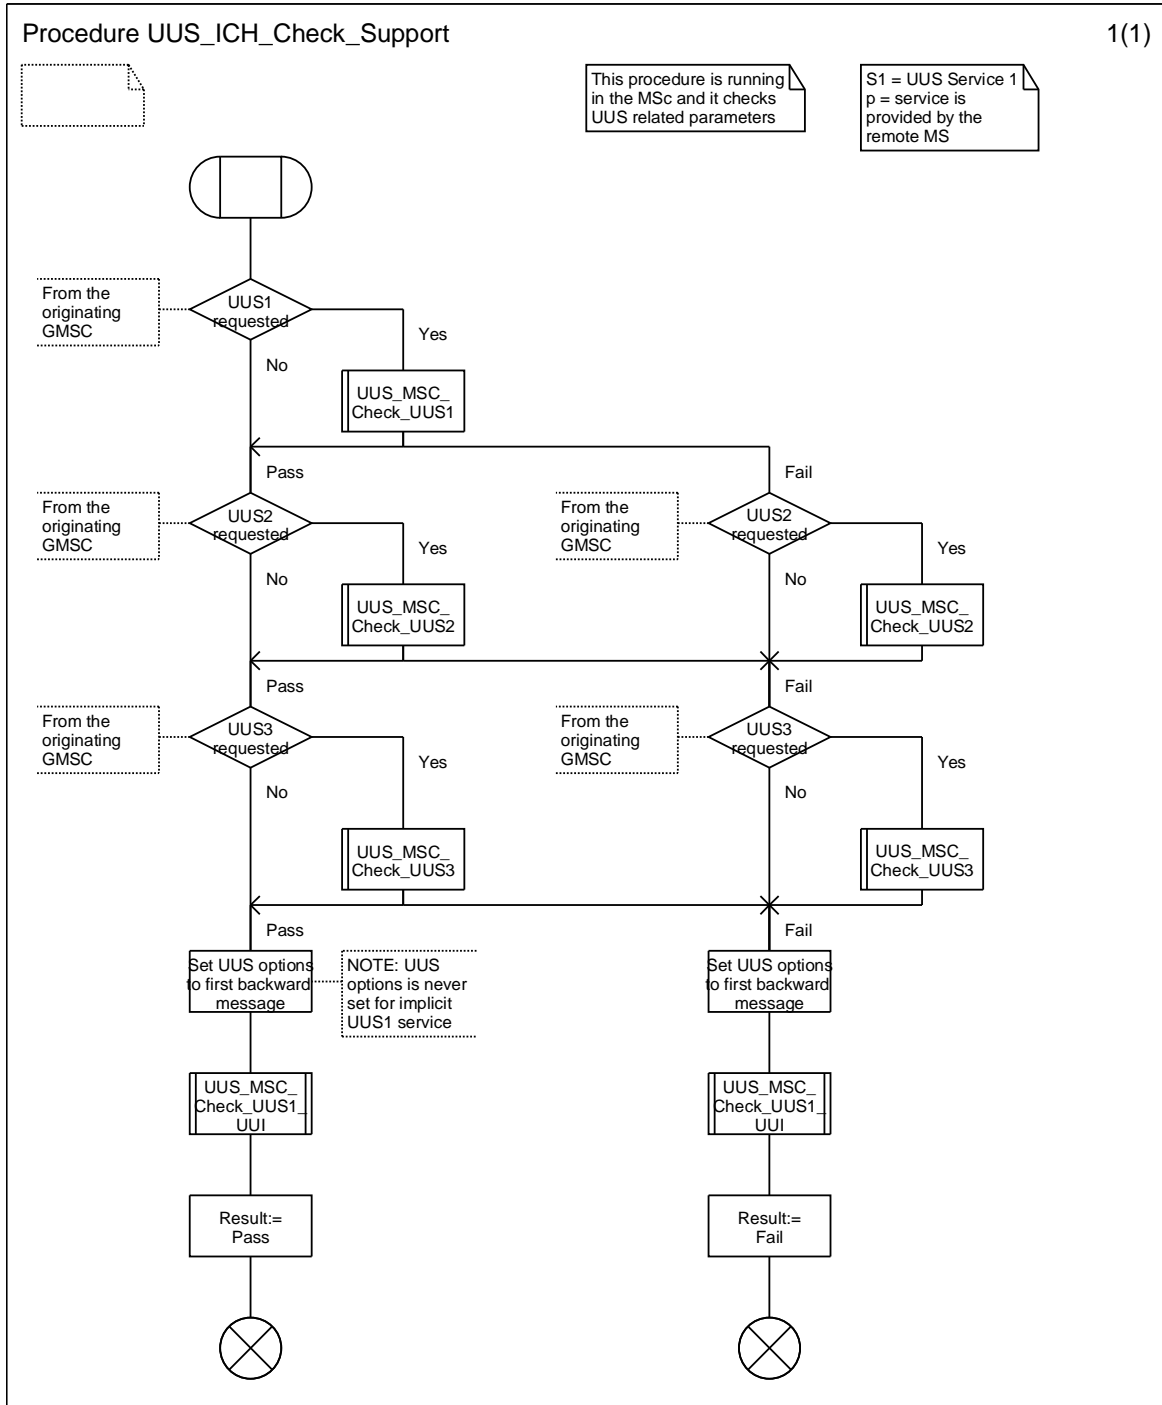 Procedure UUS_ICH_Check_Support
1(1)
This procedure is running
in the MSc and it checks
UUS related parameters
S1 = UUS Service 1
p = service is
provided by the
remote MS
From the
originating
GMSC
UUS1
requested
Yes
No
UUS_MSC_
Check_UUS1
Pass
Fail
From the
originating
GMSC
UUS2
requested
Yes
No
UUS_MSC_
Check_UUS2
From the
originating
GMSC
UUS2
requested
Yes
No
UUS_MSC_
Check_UUS2
Pass
Fail
From the
originating
GMSC
UUS3
requested
Yes
No
UUS_MSC_
Check_UUS3
From the
originating
GMSC
UUS3
requested
Yes
No
UUS_MSC_
Check_UUS3
Pass
Fail
Set UUS options
to first backward
message
NOTE: UUS
options is never
set for implicit
UUS1 service
Set UUS options
to first backward
message
UUS_MSC_
Check_UUS1_
UUI
UUS_MSC_
Check_UUS1_
UUI
Result:=
Pass
Result:=
Fail